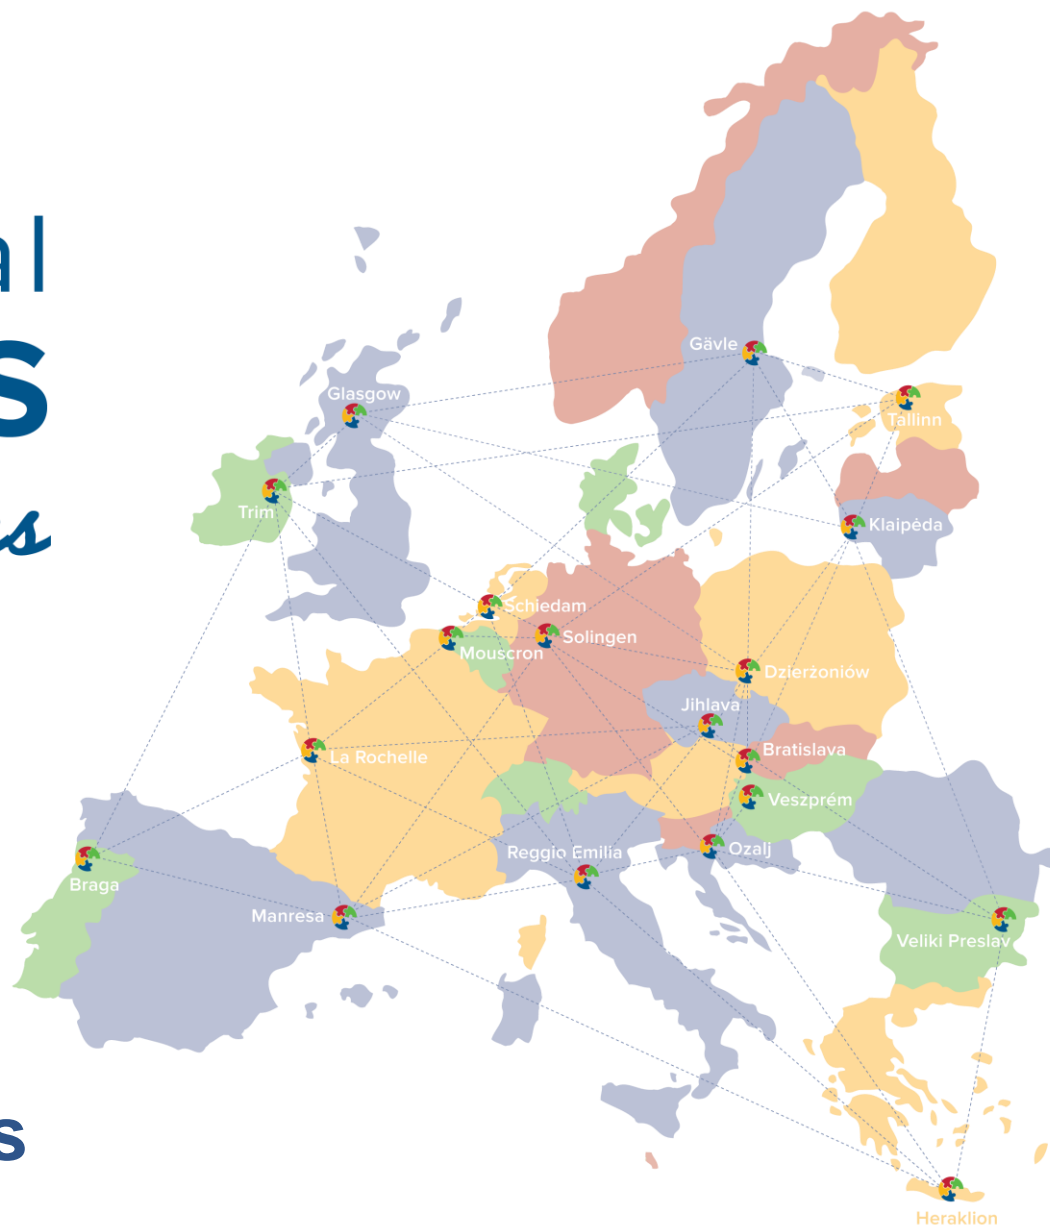 al
s
s
s
Gävle
Glasgow
Tallinn
Trim
Klaipėda
Schiedam
Solingen
Mouscron
Dzierżoniów
Jihlava
Bratislava
La Rochelle
Veszprém
Reggio Emilia
Ozalj
Braga
Manresa
Veliki Preslav
Heraklion